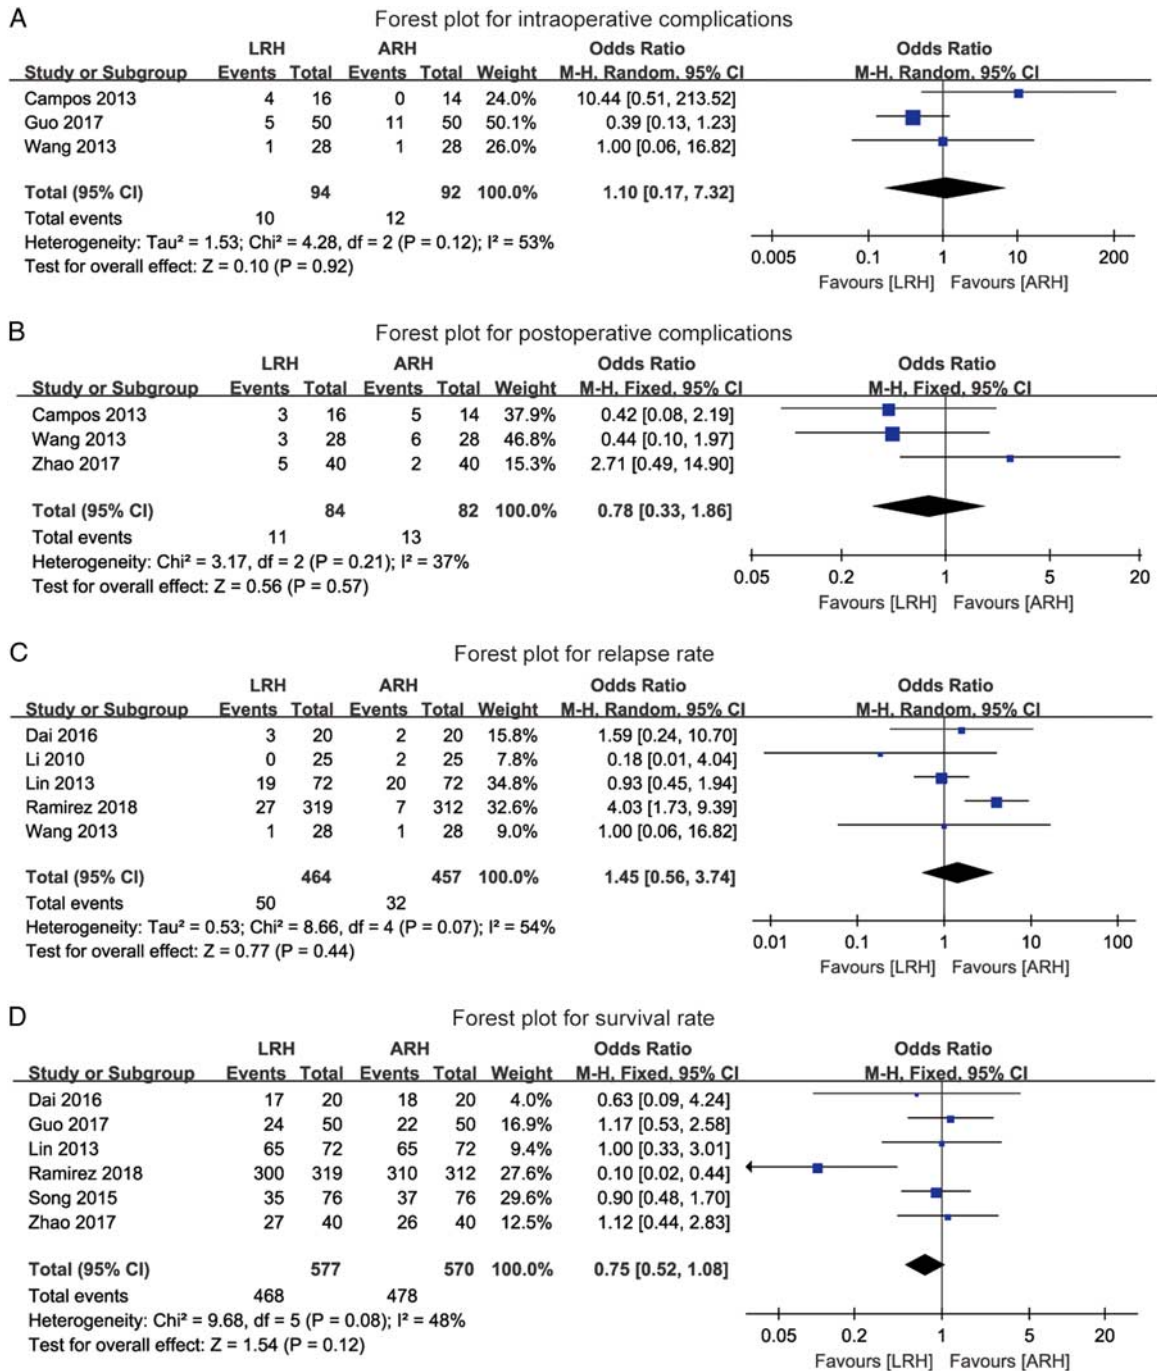 A
Forest plot for intraoperative complications
LRH ARH Odds Ratio Odds Ratio
Study or Subgroup Events Total Events Total Weight M-H, Random, 95% CI M-H, Random, 95% CI
Campos 2013 4 16 0 14 24.0% 10.44 [0.51, 213.52]
Guo 2017 5 50 11 50 50.1% 0.39 [0.13, 1.23]
Wang 2013 1 28 1 28 26.0% 1.00 [0.06, 16.82]
Total (95% CI) 94 92 100.0% 1.10 [0.17, 7.32]
Total events 10 12
Heterogeneity: Tau² = 1.53; Chi² = 4.28, df = 2 (P = 0.12); I² = 53%
Test for overall effect: Z = 0.10 (P = 0.92)
0.005 0.1 1 10 200
Favours [LRH] Favours [ARH]
B
Forest plot for postoperative complications
LRH ARH Odds Ratio Odds Ratio
Study or Subgroup Events Total Events Total Weight M-H, Fixed, 95% CI M-H, Fixed, 95% CI
Campos 2013 3 16 5 14 37.9% 0.42 [0.08, 2.19]
Wang 2013 3 28 6 28 46.8% 0.44 [0.10, 1.97]
Zhao 2017 5 40 2 40 15.3% 2.71 [0.49, 14.90]
Total (95% CI) 84 82 100.0% 0.78 [0.33, 1.86]
Total events 11 13
Heterogeneity: Chi² = 3.17, df = 2 (P = 0.21); I² = 37%
Test for overall effect: Z = 0.56 (P = 0.57)
0.05 0.2 1 5 20
Favours [LRH] Favours [ARH]
C
Forest plot for relapse rate
LRH ARH Odds Ratio Odds Ratio
Study or Subgroup Events Total Events Total Weight M-H, Random, 95% CI M-H, Random, 95% CI
Dai 2016 3 20 2 20 15.8% 1.59 [0.24, 10.70]
Li 2010 0 25 2 25 7.8% 0.18 [0.01, 4.04]
Lin 2013 19 72 20 72 34.8% 0.93 [0.45, 1.94]
Ramirez 2018 27 319 7 312 32.6% 4.03 [1.73, 9.39]
Wang 2013 1 28 1 28 9.0% 1.00 [0.06, 16.82]
Total (95% CI) 464 457 100.0% 1.45 [0.56, 3.74]
Total events 50 32
Heterogeneity: Tau² = 0.53; Chi² = 8.66, df = 4 (P = 0.07); I² = 54%
Test for overall effect: Z = 0.77 (P = 0.44)
0.01 0.1 1 10 100
Favours [LRH] Favours [ARH]
D
Forest plot for survival rate
LRH ARH Odds Ratio Odds Ratio
Study or Subgroup Events Total Events Total Weight M-H, Fixed, 95% CI M-H, Fixed, 95% CI
Dai 2016 17 20 18 20 4.0% 0.63 [0.09, 4.24]
Guo 2017 24 50 22 50 16.9% 1.17 [0.53, 2.58]
Lin 2013 65 72 65 72 9.4% 1.00 [0.33, 3.01]
Ramirez 2018 300 319 310 312 27.6% 0.10 [0.02, 0.44]
Song 2015 35 76 37 76 29.6% 0.90 [0.48, 1.70]
Zhao 2017 27 40 26 40 12.5% 1.12 [0.44, 2.83]
Total (95% CI) 577 570 100.0% 0.75 [0.52, 1.08]
Total events 468 478
Heterogeneity: Chi² = 9.68, df = 5 (P = 0.08); I² = 48%
Test for overall effect: Z = 1.54 (P = 0.12)
0.05 0.2 1 5 20
Favours [LRH] Favours [ARH]